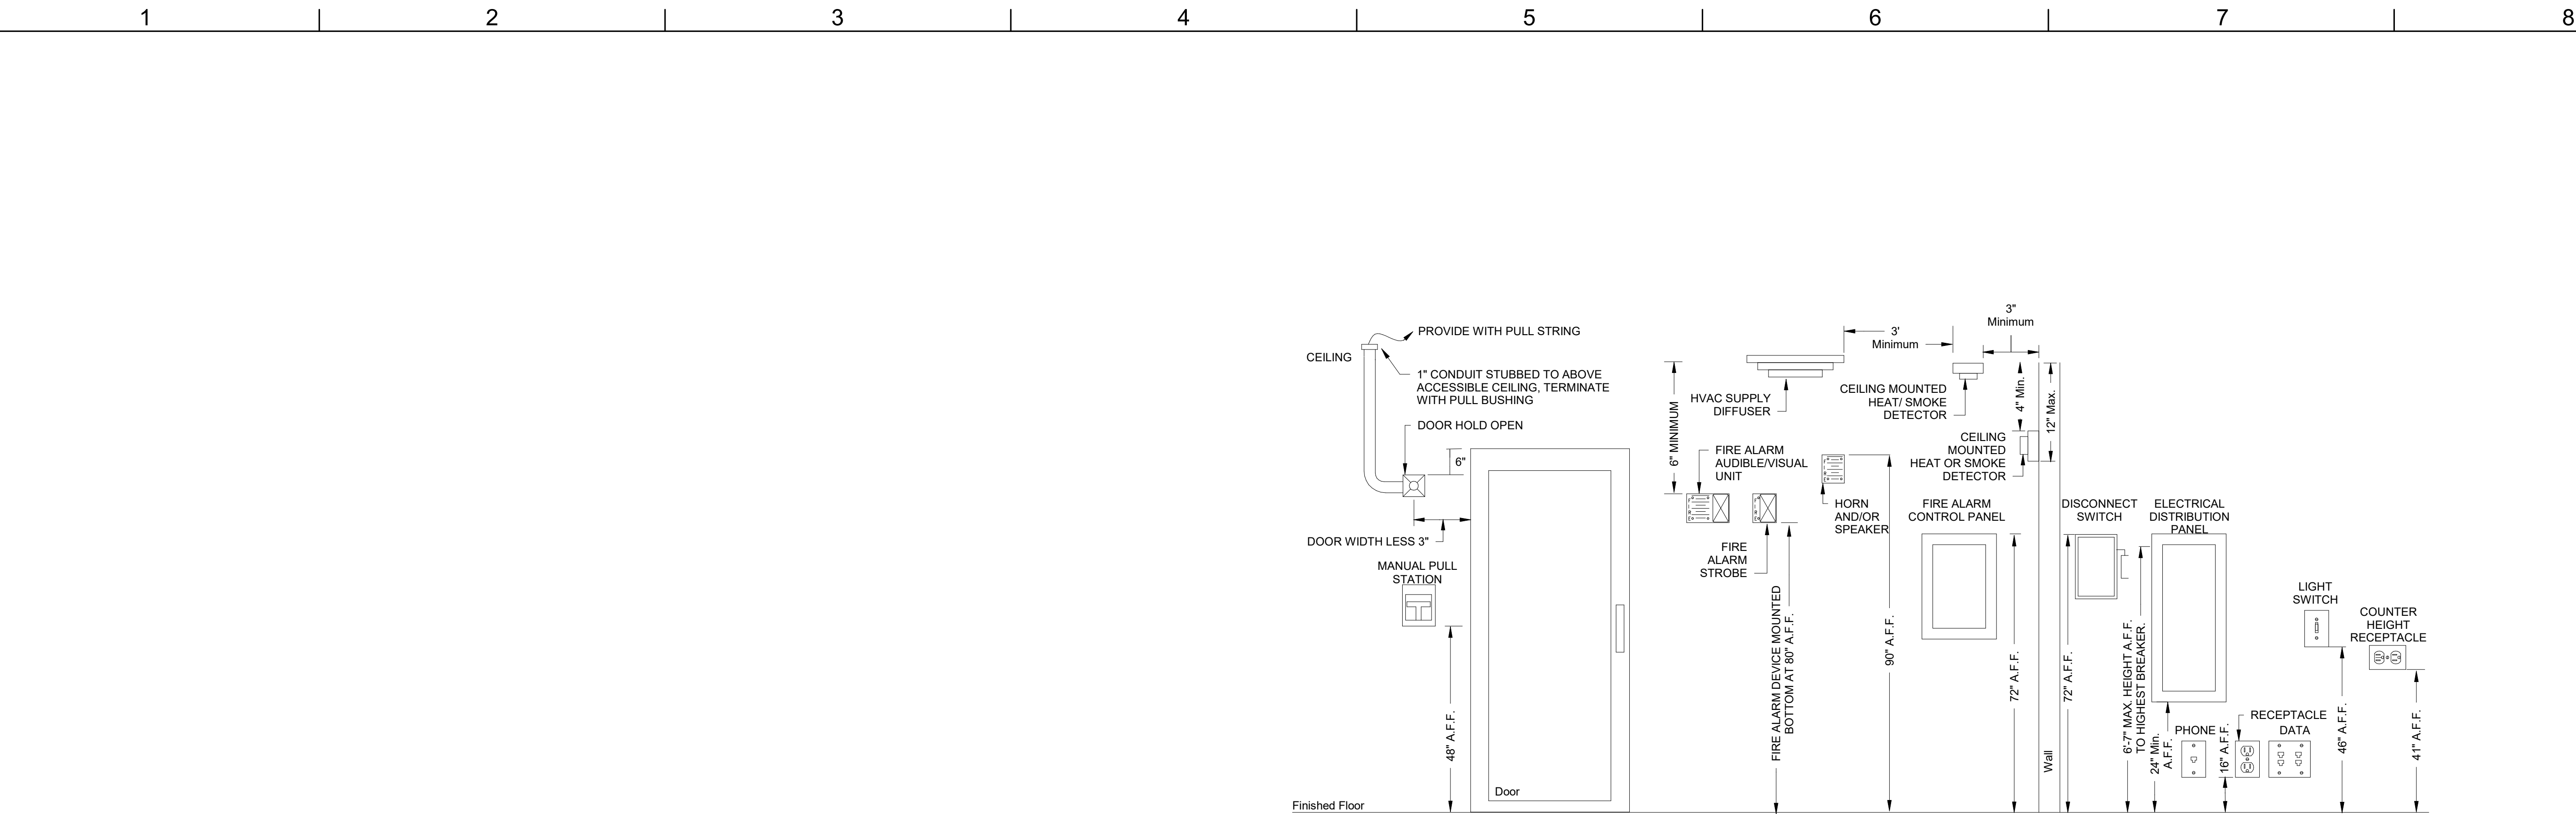 1 2 3 4 5 6 7 8
PROVIDE WITH PULL STRING
CEILING
1" CONDUIT STUBBED TO ABOVE
ACCESSIBLE CEILING, TERMINATE
WITH PULL BUSHING
DOOR HOLD OPEN
6"
DOOR WIDTH LESS 3"
MANUAL PULL
STATION
48" A.F.F.
Door
Finished Floor
6" MINIMUM
HVAC SUPPLY
DIFFUSER
3'
Minimum
3"
Minimum
CEILING MOUNTED
HEAT/ SMOKE
DETECTOR
4" Min.
12" Max.
CEILING
MOUNTED
HEAT OR SMOKE
DETECTOR
FIRE ALARM
AUDIBLE/VISUAL
UNIT
FIRE
FIRE
FIRE
HORN
AND/OR
SPEAKER
FIRE
ALARM
STROBE
FIRE ALARM DEVICE MOUNTED
BOTTOM AT 80" A.F.F.
90" A.F.F.
FIRE ALARM
CONTROL PANEL
72" A.F.F.
Wall
DISCONNECT
SWITCH
72" A.F.F.
ELECTRICAL
DISTRIBUTION
PANEL
6'-7" MAX. HEIGHT A.F.F.
TO HIGHEST BREAKER.
24" Min.
A.F.F.
PHONE
16" A.F.F.
RECEPTACLE
DATA
LIGHT
SWITCH
46" A.F.F.
COUNTER
HEIGHT
RECEPTACLE
41" A.F.F.